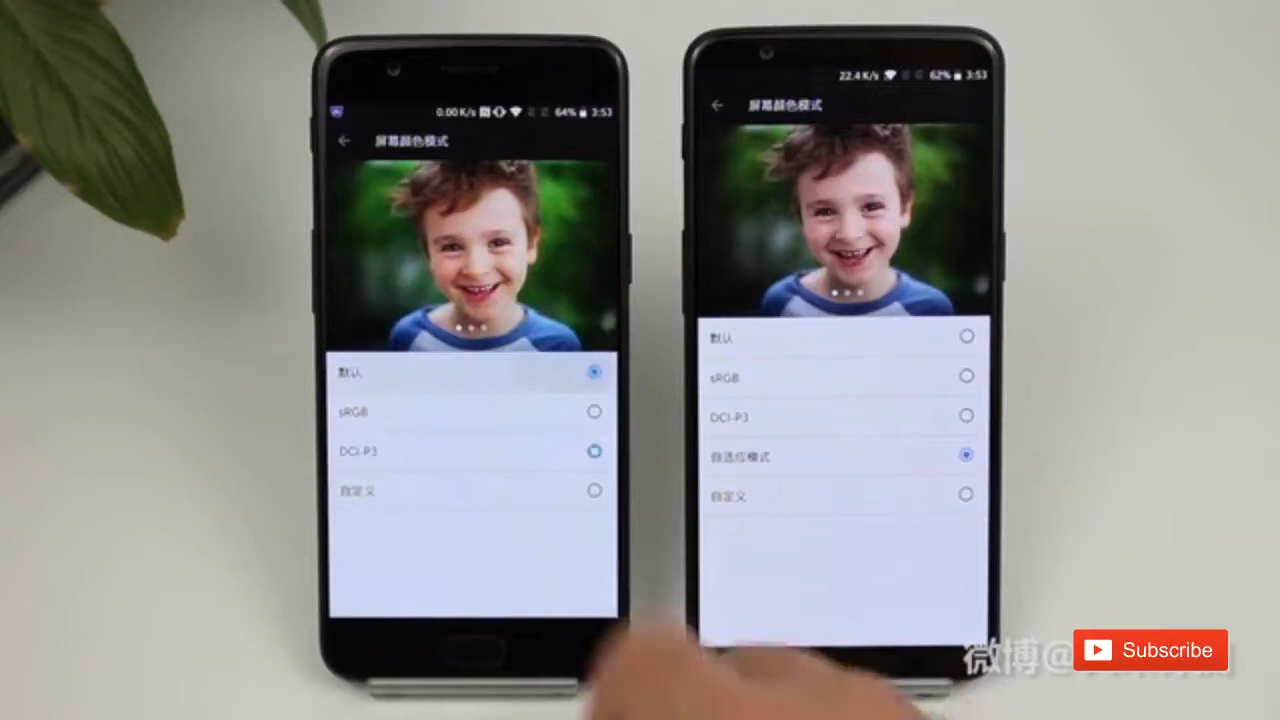 0.00 K/s 64% 3:53
屏幕颜色模式
默认
sRGB
DCI-P3
自定义
22.4 K/s 62% 3:53
屏幕颜色模式
默认
sRGB
DCI-P3
自适应模式
自定义
微博@
Subscribe